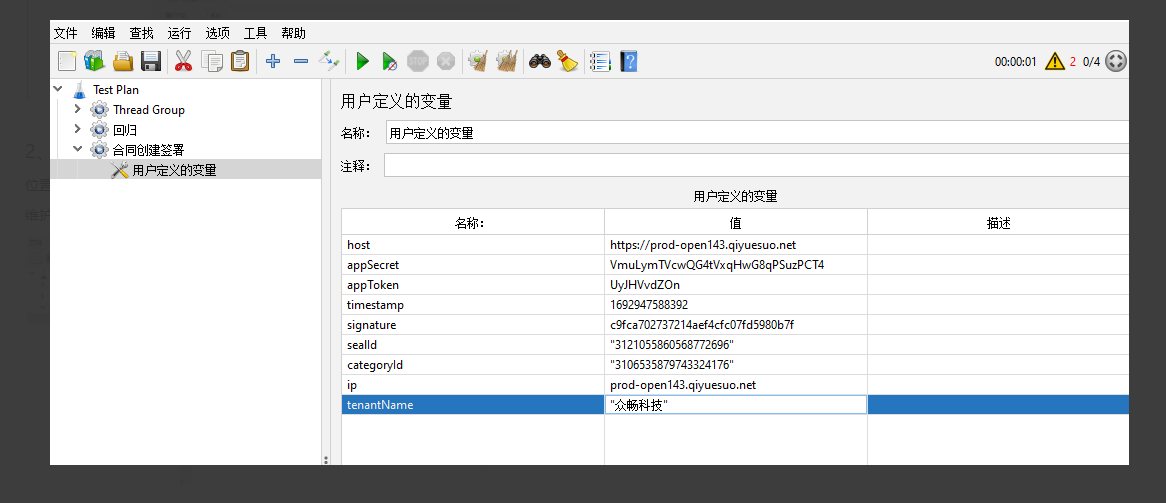 文件 编辑 查找 运行 选项 工具 帮助
STOP 00:00:01 2 0/4
Test Plan
Thread Group
回归
合同创建签署
用户定义的变量
用户定义的变量
名称： 用户定义的变量
注释：
用户定义的变量
名称： 值 描述
host https://prod-open143.qiyuesuo.net
appSecret VmuLymTVcwQG4tVxqHwG8qPSuzPCT4
appToken UyJHVvdZOn
timestamp 1692947588392
signature c9fca702737214aef4cfc07fd5980b7f
sealId "3121055860568772696"
categoryId "3106535879743324176"
ip prod-open143.qiyuesuo.net
tenantName "众畅科技"